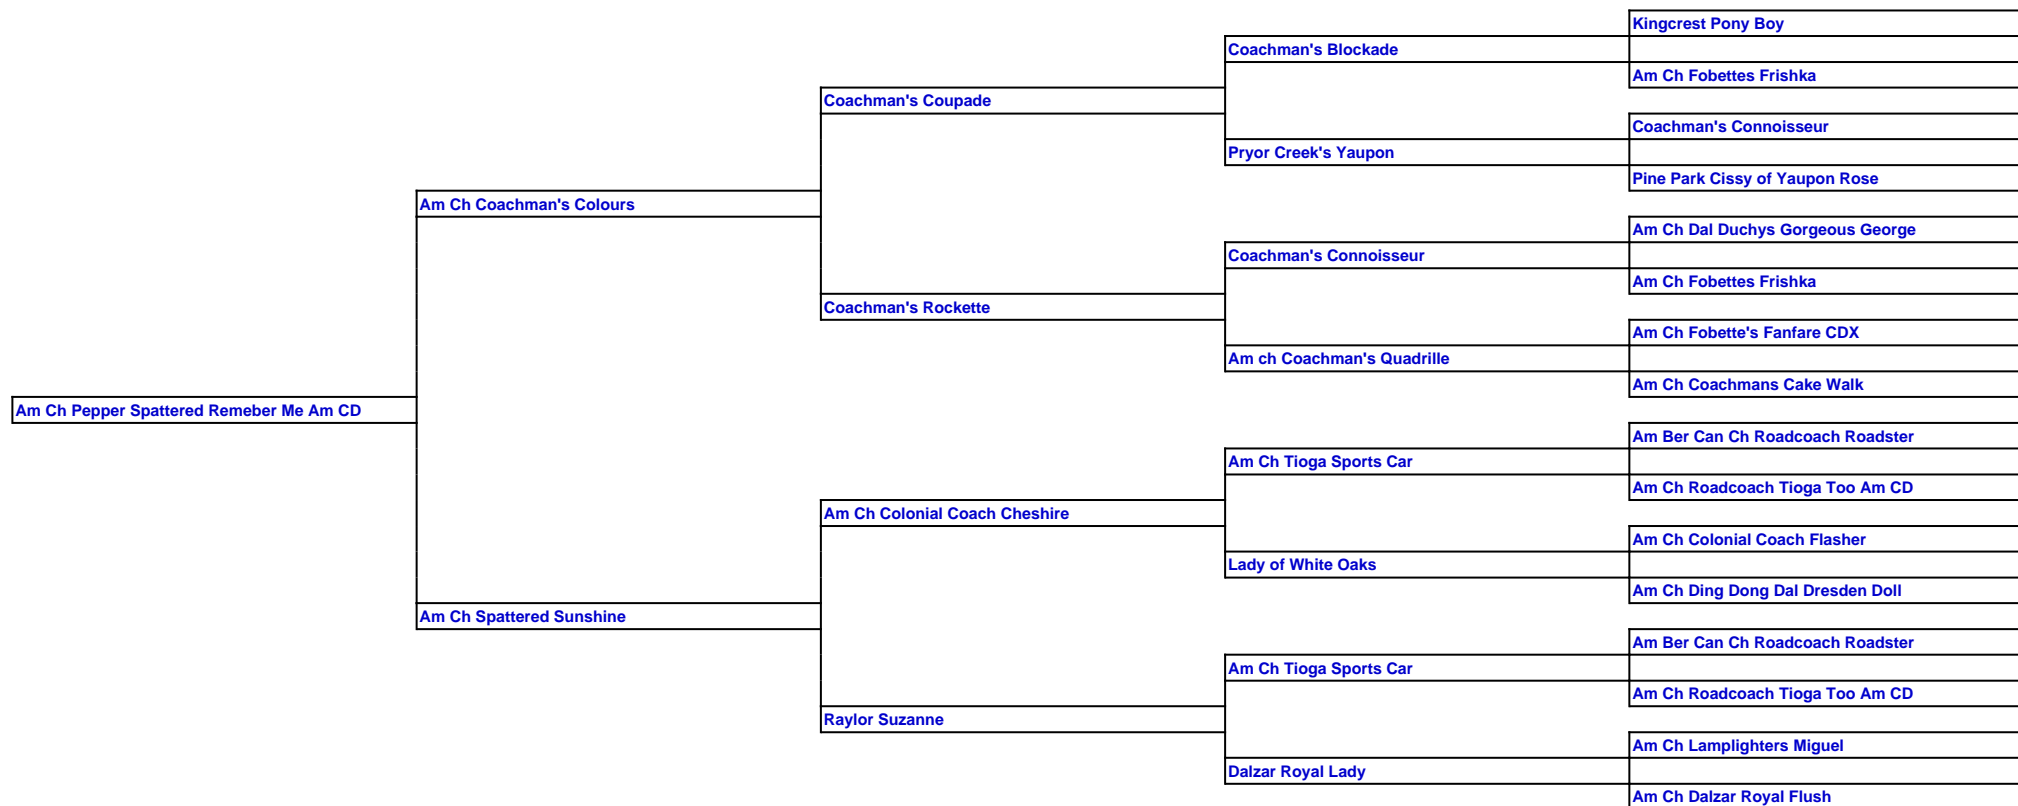 Kingcrest Pony Boy
Coachman's Blockade
Am Ch Fobettes Frishka
Coachman's Coupade
Coachman's Connoisseur
Pryor Creek's Yaupon
Pine Park Cissy of Yaupon Rose
Am Ch Coachman's Colours
Am Ch Dal Duchys Gorgeous George
Coachman's Connoisseur
Am Ch Fobettes Frishka
Coachman's Rockette
Am Ch Fobette's Fanfare CDX
Am ch Coachman's Quadrille
Am Ch Coachmans Cake Walk
Am Ch Pepper Spattered Remeber Me Am CD
Am Ber Can Ch Roadcoach Roadster
Am Ch Tioga Sports Car
Am Ch Roadcoach Tioga Too Am CD
Am Ch Colonial Coach Cheshire
Am Ch Colonial Coach Flasher
Lady of White Oaks
Am Ch Ding Dong Dal Dresden Doll
Am Ch Spattered Sunshine
Am Ber Can Ch Roadcoach Roadster
Am Ch Tioga Sports Car
Am Ch Roadcoach Tioga Too Am CD
Raylor Suzanne
Am Ch Lamplighters Miguel
Dalzar Royal Lady
Am Ch Dalzar Royal Flush